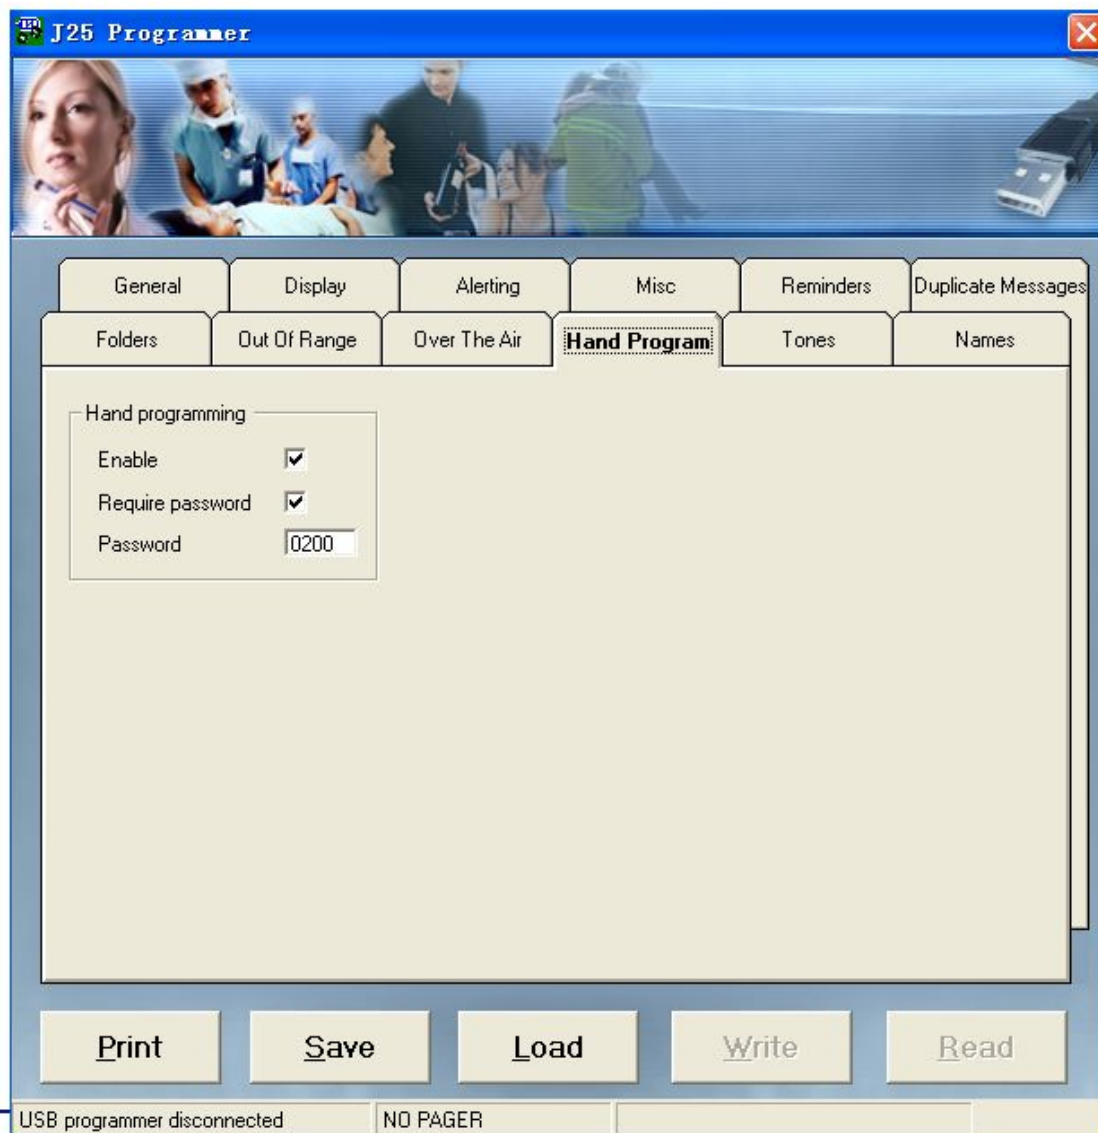 J25 Programmer
General Display Alerting Misc Reminders Duplicate Messages
Folders Out Of Range Over The Air Hand Program Tones Names
Hand programming
Enable
Require password
Password 0200
Print Save Load Write Read
USB programmer disconnected NO PAGER